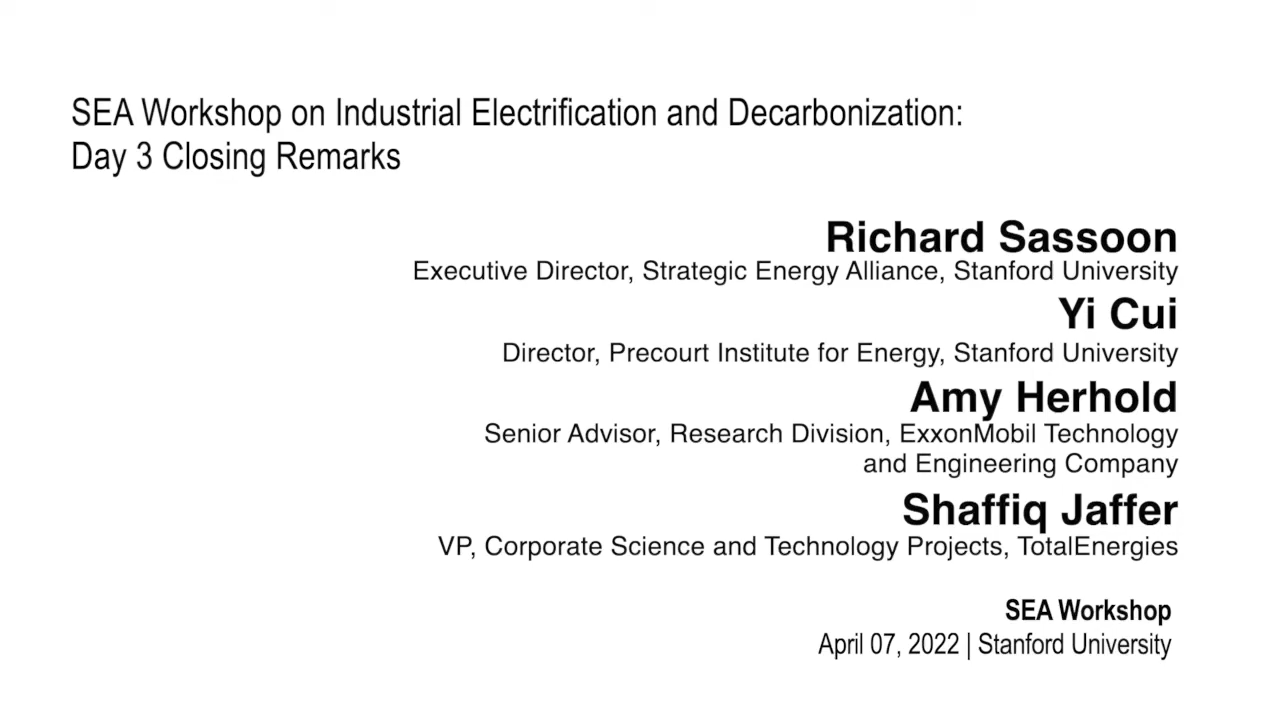 SEA Workshop on Industrial Electrification and Decarbonization:
Day 3 Closing Remarks
Richard Sassoon
Executive Director, Strategic Energy Alliance, Stanford University
Yi Cui
Director, Precourt Institute for Energy, Stanford University
Amy Herhold
Senior Advisor, Research Division, ExxonMobil Technology
and Engineering Company
Shaffiq Jaffer
VP, Corporate Science and Technology Projects, TotalEnergies
SEA Workshop
April 07, 2022 | Stanford University